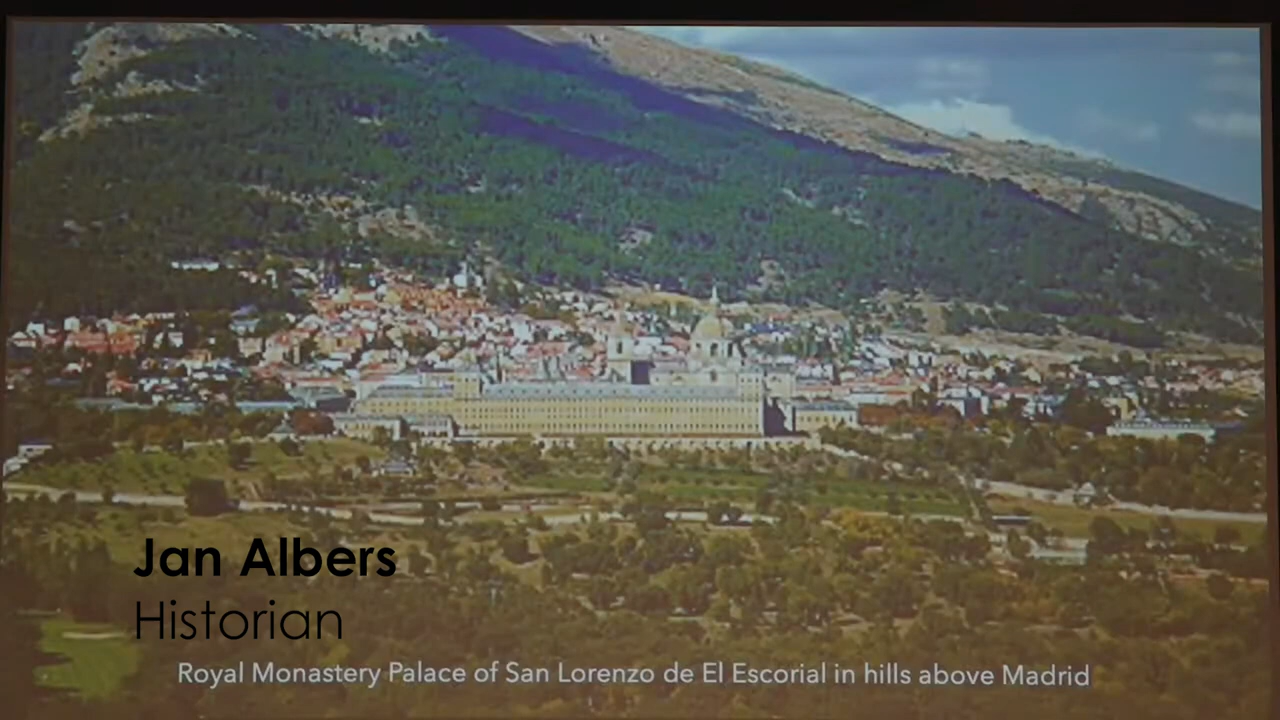 Jan Albers
Historian
Royal Monastery Palace of San Lorenzo de El Escorial in hills above Madrid